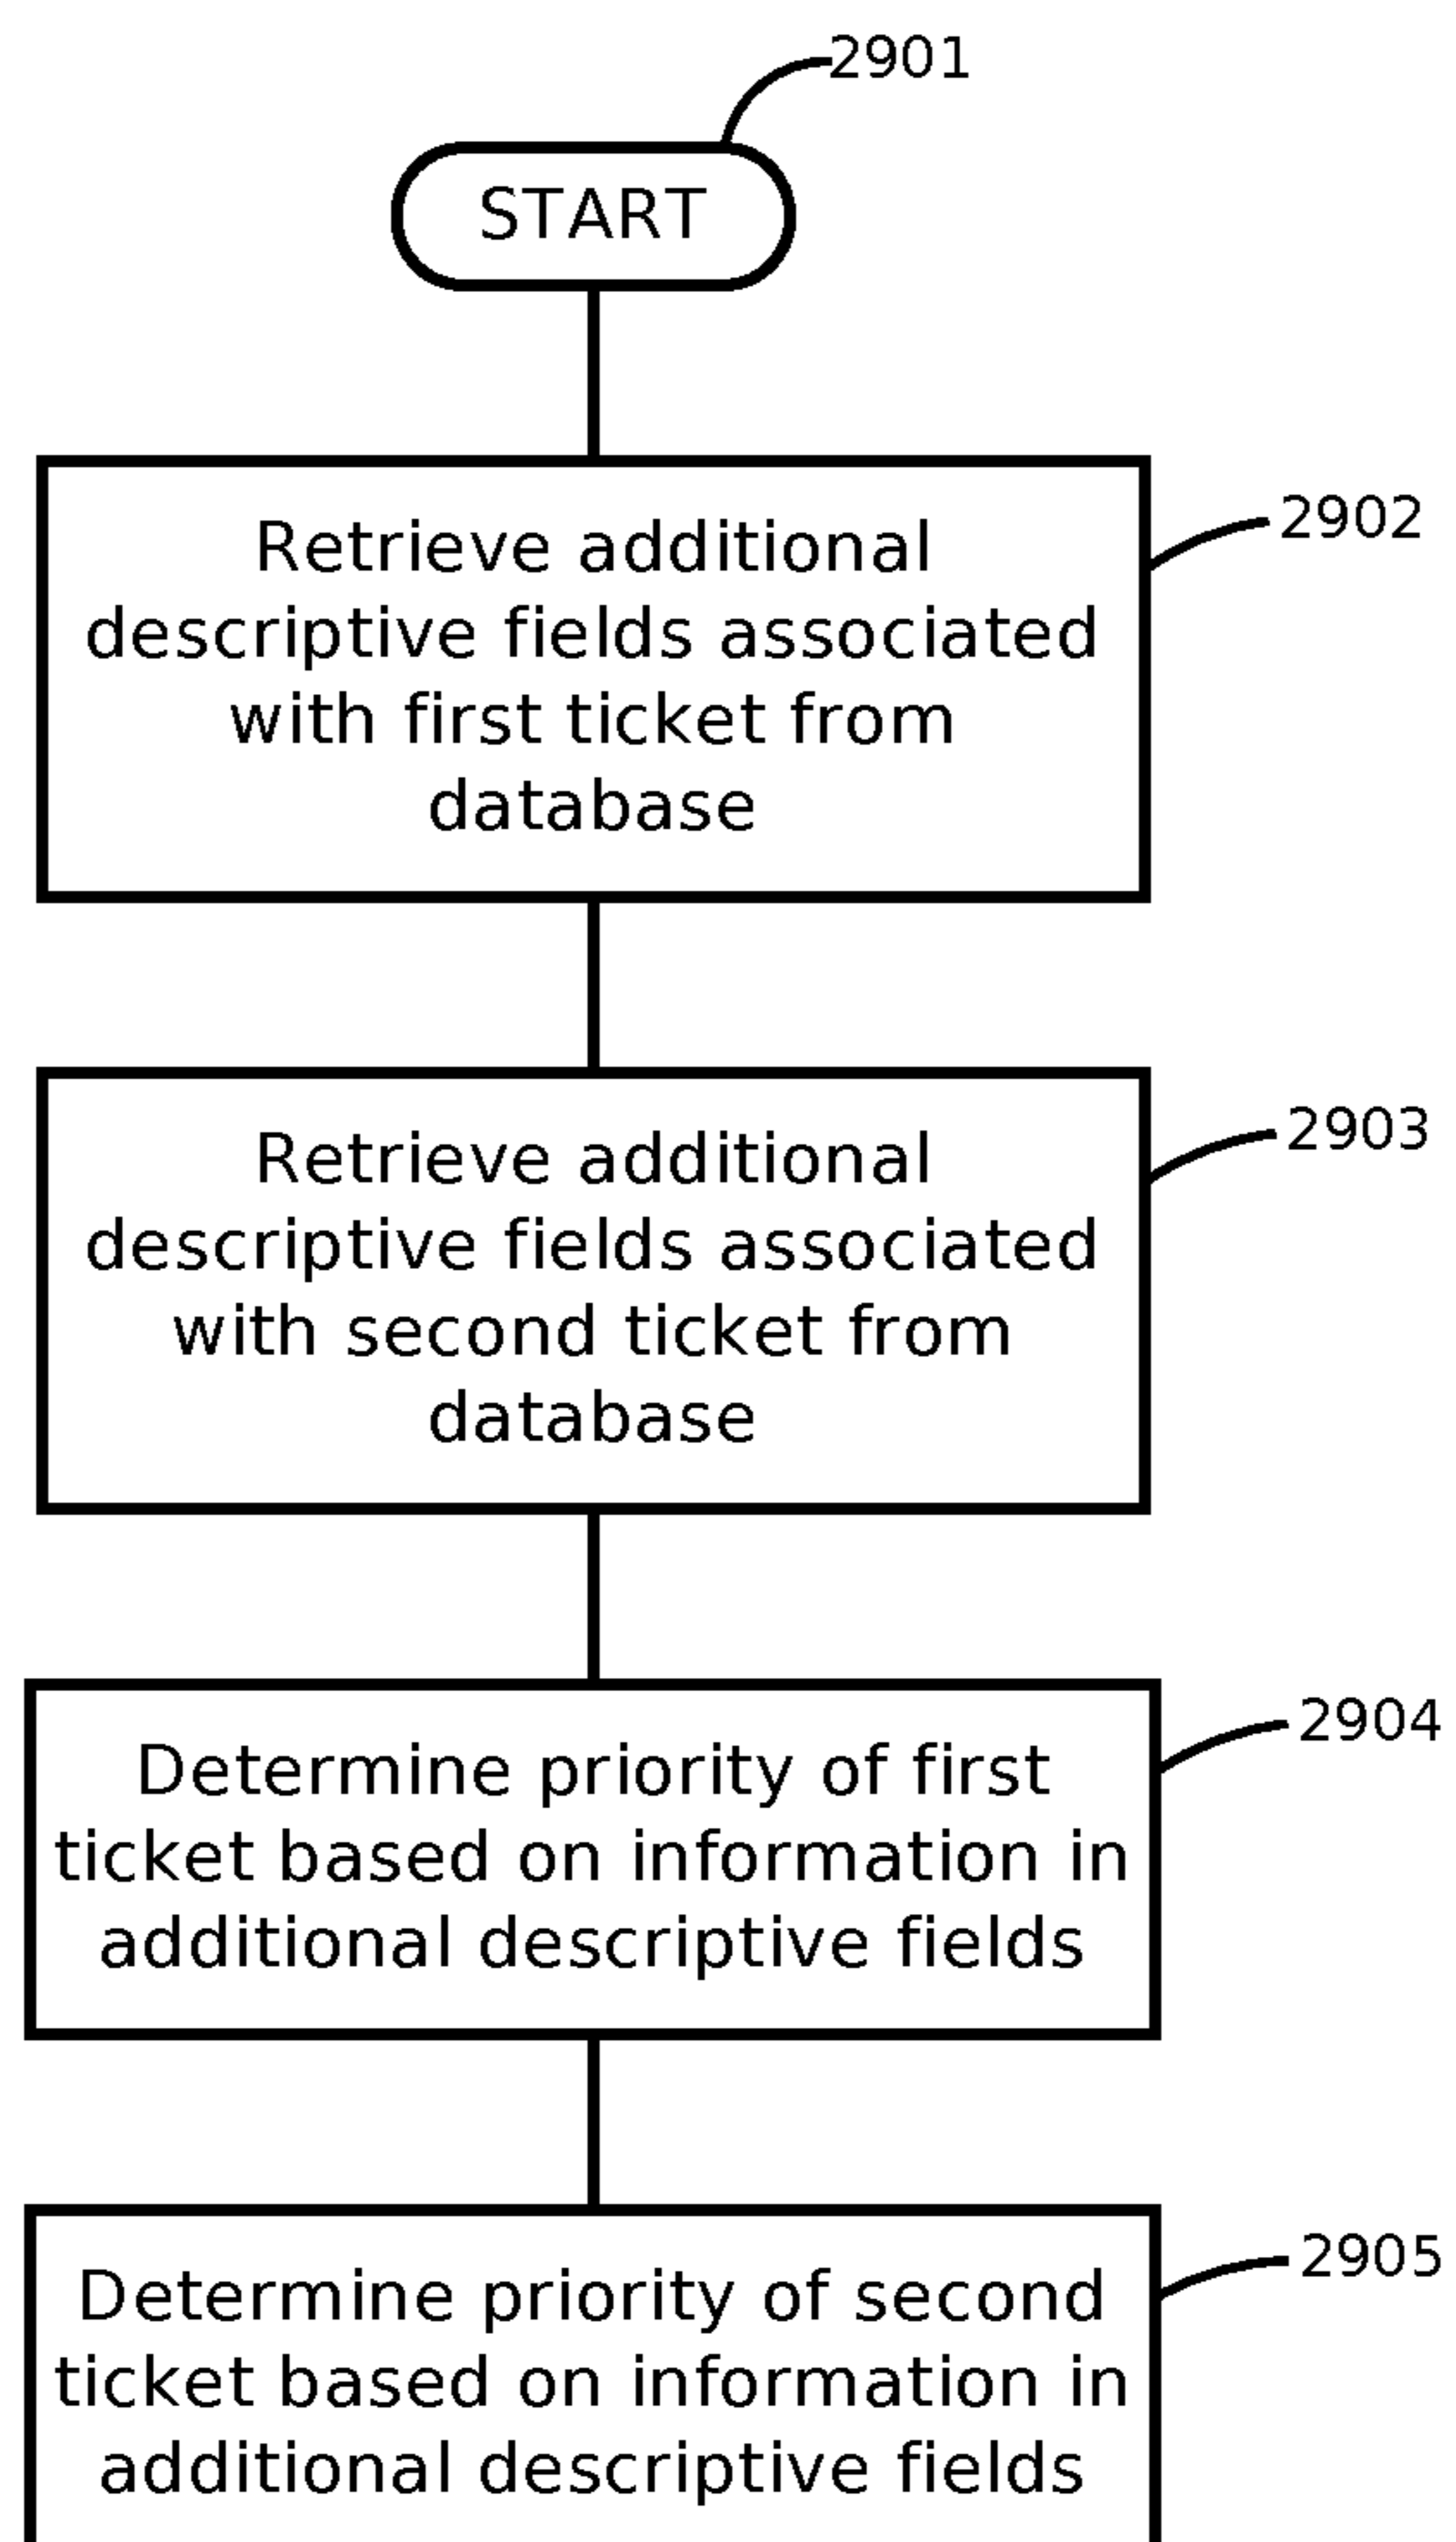 2901
START
2902
Retrieve additional
descriptive fields associated
with first ticket from
database
2903
Retrieve additional
descriptive fields associated
with second ticket from
database
2904
Determine priority of first
ticket based on information in
additional descriptive fields
2905
Determine priority of second
ticket based on information in
additional descriptive fields